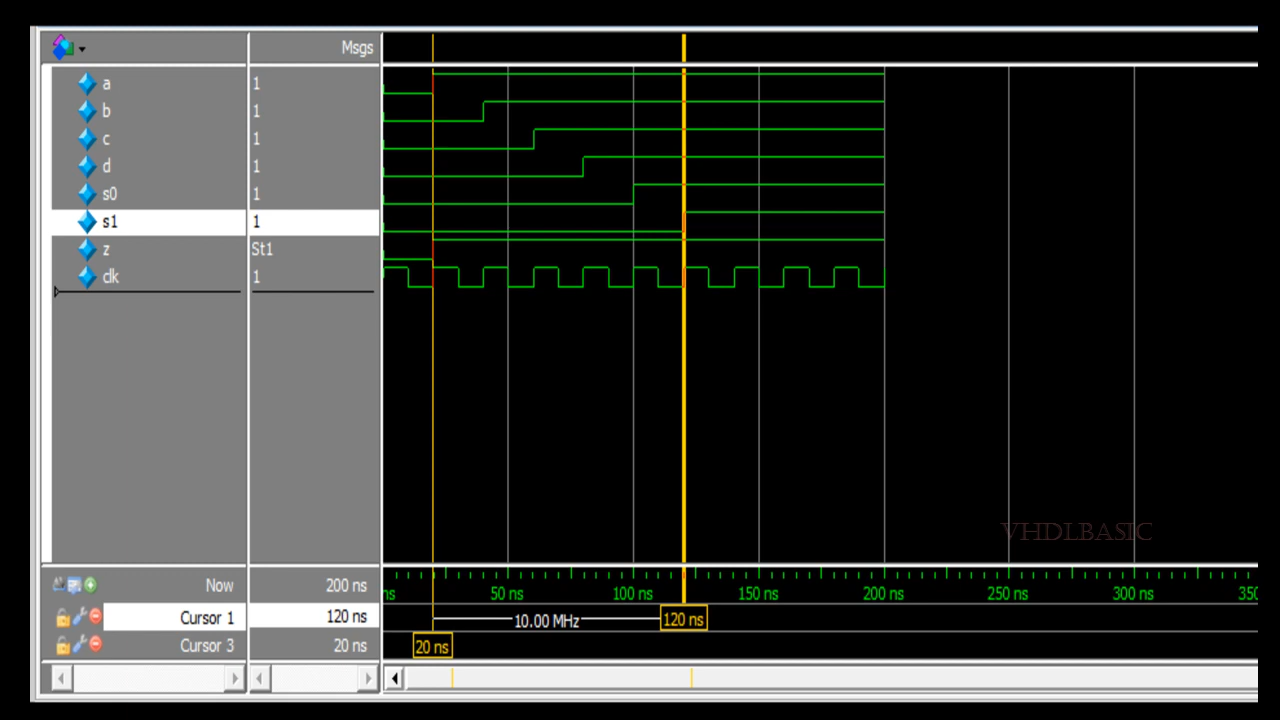 Msgs
a 1
b 1
c 1
d 1
s0 1
s1 1
z St1
clk 1
VHDLBASIC
Now 200 ns
ns 50 ns 100 ns 150 ns 200 ns 250 ns 300 ns 350
Cursor 1 120 ns 10.00 MHz 120 ns
Cursor 3 20 ns 20 ns